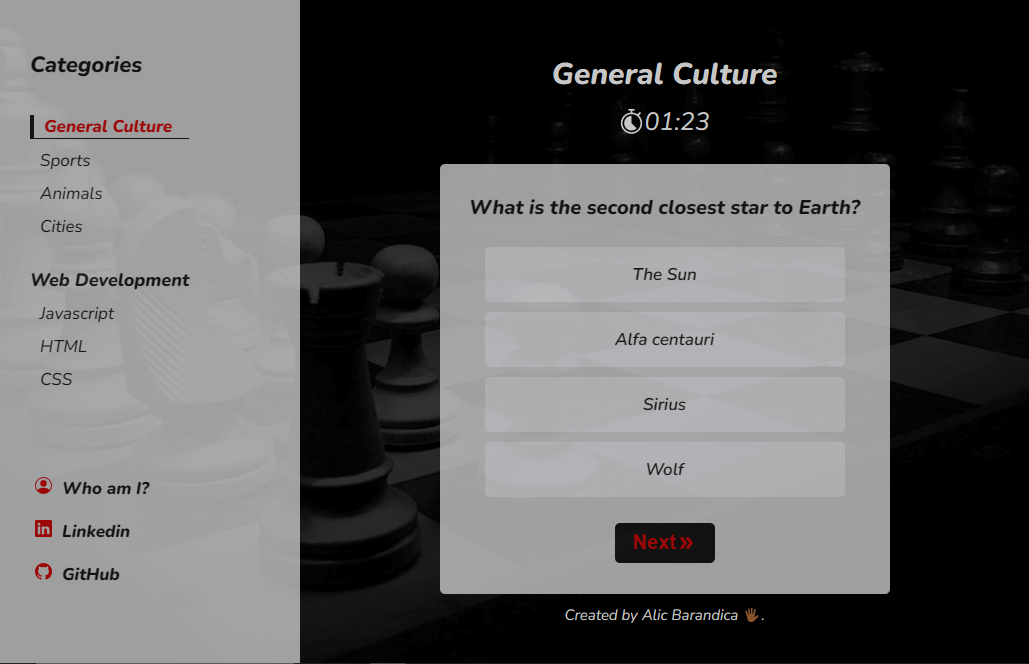 Categories
General Culture
Sports
Animals
Cities
Web Development
Javascript
HTML
CSS
Who am I?
Linkedin
GitHub
General Culture
01:23
What is the second closest star to Earth?
The Sun
Alfa centauri
Sirius
Wolf
Next»
Created by Alic Barandica 🖐🏾.